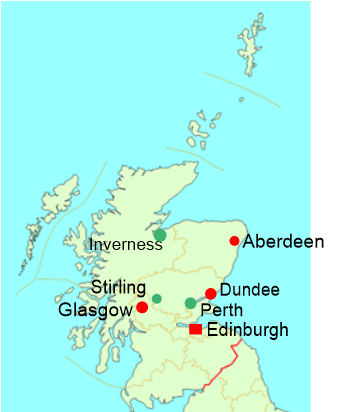 Inverness
Aberdeen
Stirling
Dundee
Glasgow
Perth
Edinburgh